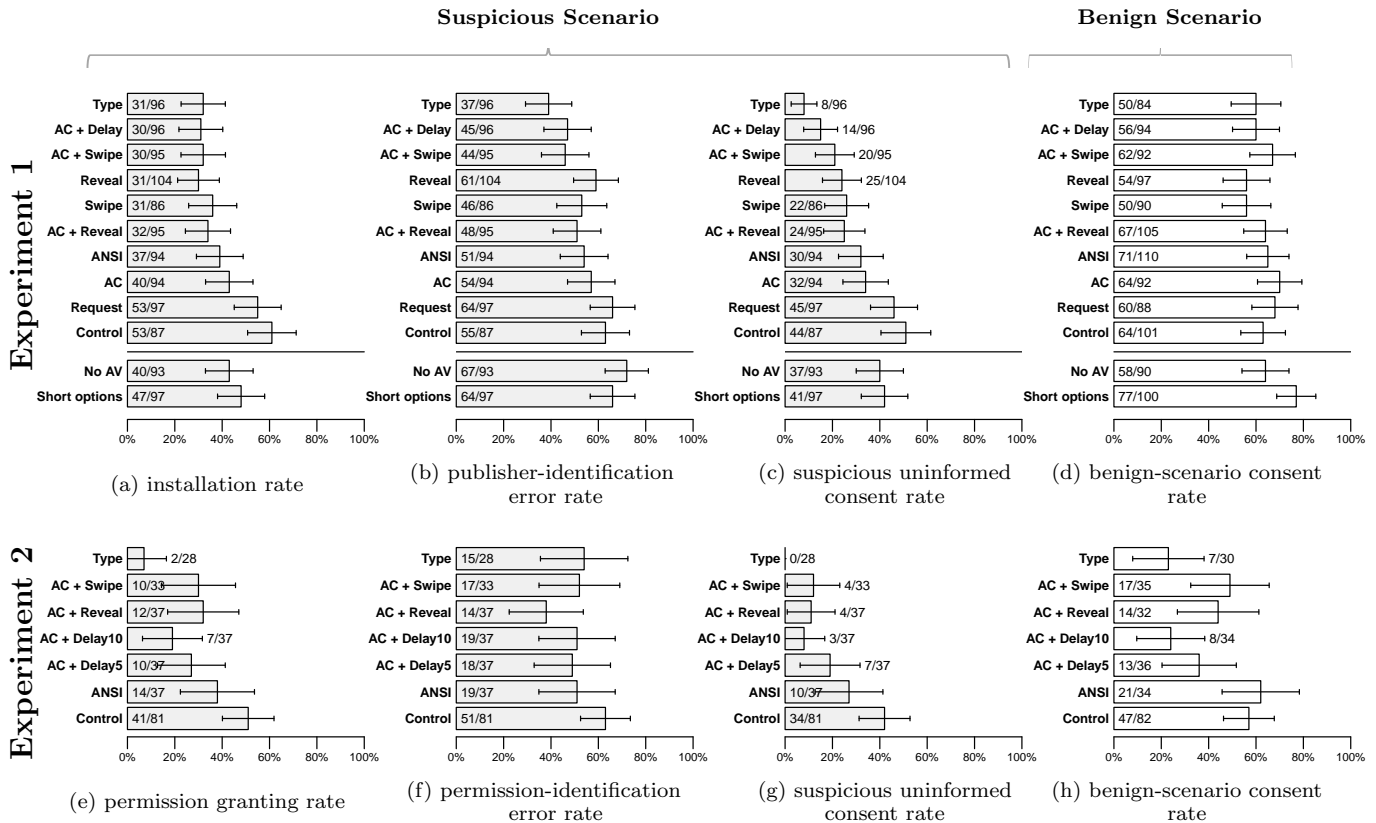 Suspicious Scenario
Benign Scenario
Experiment 1
Type 31/96
AC + Delay 30/96
AC + Swipe 30/95
Reveal 31/104
Swipe 31/86
AC + Reveal 32/95
ANSI 37/94
AC 40/94
Request 53/97
Control 53/87
No AV 40/93
Short options 47/97
0% 20% 40% 60% 80% 100%
(a) installation rate
Type 37/96
AC + Delay 45/96
AC + Swipe 44/95
Reveal 61/104
Swipe 46/86
AC + Reveal 48/95
ANSI 51/94
AC 54/94
Request 64/97
Control 55/87
No AV 67/93
Short options 64/97
0% 20% 40% 60% 80% 100%
(b) publisher-identification
error rate
Type 8/96
AC + Delay 14/96
AC + Swipe 20/95
Reveal 25/104
Swipe 22/86
AC + Reveal 24/95
ANSI 30/94
AC 32/94
Request 45/97
Control 44/87
No AV 37/93
Short options 41/97
0% 20% 40% 60% 80% 100%
(c) suspicious uninformed
consent rate
Type 50/84
AC + Delay 56/94
AC + Swipe 62/92
Reveal 54/97
Swipe 50/90
AC + Reveal 67/105
ANSI 71/110
AC 64/92
Request 60/88
Control 64/101
No AV 58/90
Short options 77/100
0% 20% 40% 60% 80% 100%
(d) benign-scenario consent
rate
Experiment 2
Type 2/28
AC + Swipe 10/33
AC + Reveal 12/37
AC + Delay10 7/37
AC + Delay5 10/37
ANSI 14/37
Control 41/81
0% 20% 40% 60% 80% 100%
(e) permission granting rate
Type 15/28
AC + Swipe 17/33
AC + Reveal 14/37
AC + Delay10 19/37
AC + Delay5 18/37
ANSI 19/37
Control 51/81
0% 20% 40% 60% 80% 100%
(f) permission-identification
error rate
Type 0/28
AC + Swipe 4/33
AC + Reveal 4/37
AC + Delay10 3/37
AC + Delay5 7/37
ANSI 10/37
Control 34/81
0% 20% 40% 60% 80% 100%
(g) suspicious uninformed
consent rate
Type 7/30
AC + Swipe 17/35
AC + Reveal 14/32
AC + Delay10 8/34
AC + Delay5 13/36
ANSI 21/34
Control 47/82
0% 20% 40% 60% 80% 100%
(h) benign-scenario consent
rate